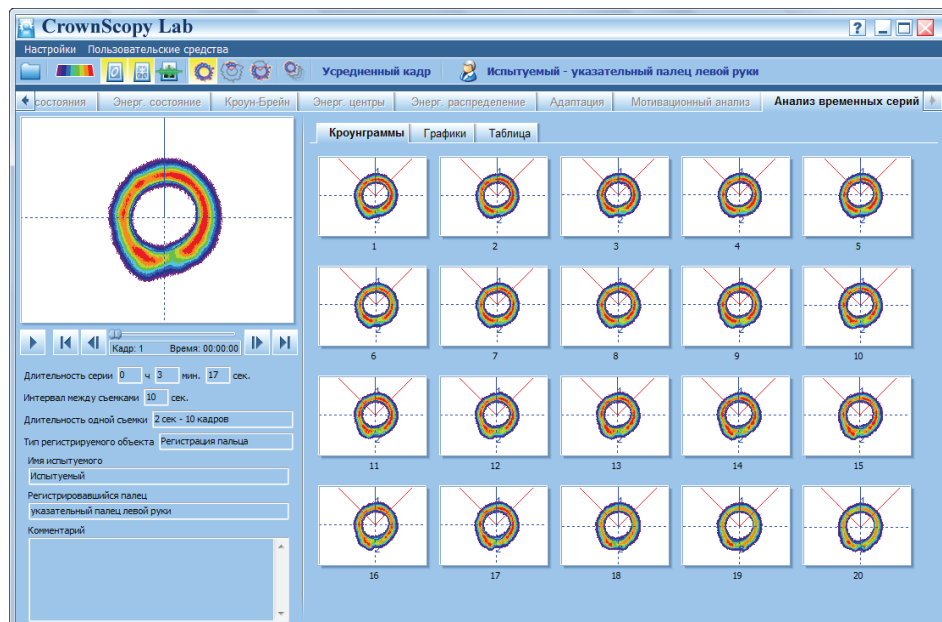 CrownScopy Lab
Настройки Пользовательские средства
Усредненный кадр Испытуемый - указательный палец левой руки
состояния Энерг. состояние Кроун-Брейн Энерг. центры Энерг. распределение Адаптация Мотивационный анализ Анализ временных серий
Кроунграммы Графики Таблица
1 2 3 4 5
6 7 8 9 10
11 12 13 14 15
16 17 18 19 20
Кадр: 1 Время: 00:00:00
Длительность серии 0 ч 3 мин. 17 сек.
Интервал между съемками 10 сек.
Длительность одной съемки 2 сек - 10 кадров
Тип регистрируемого объекта Регистрация пальца
Имя испытуемого
Испытуемый
Регистрировавшийся палец
указательный палец левой руки
Комментарий